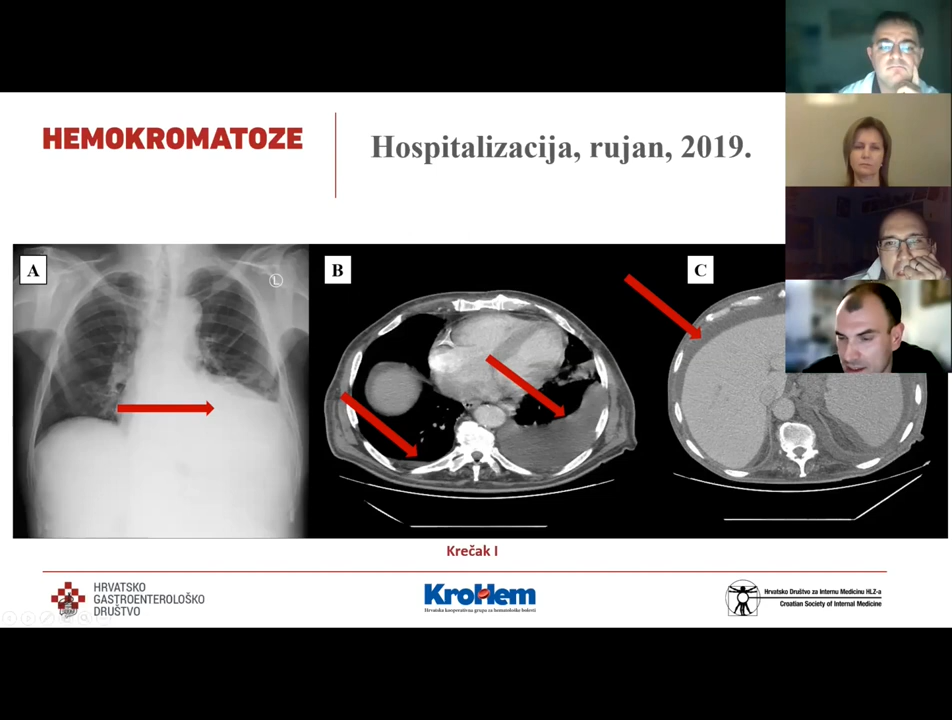 HEMOKROMATOZE
Hospitalizacija, rujan, 2019.
A
L
B
C
Krečak I
HRVATSKO
GASTROENTEROLOŠKO
DRUŠTVO
KroHem
Hrvatska kooperativna grupa za hematološke bolesti
Hrvatsko Društvo za Internu Medicinu HLZ-a
Croatian Society of Internal Medicine